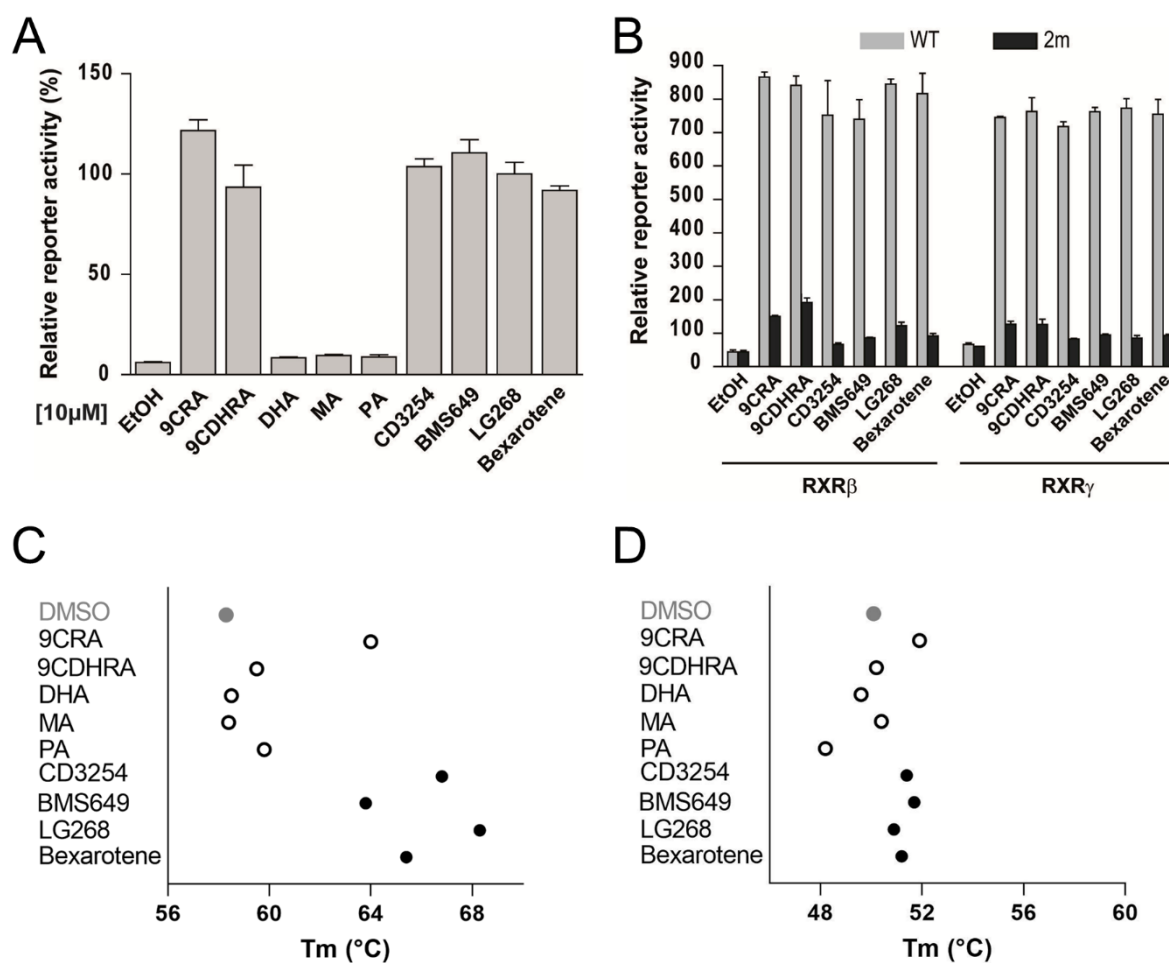 A
Relative reporter activity (%)
150
100
50
0
[10µM]
EtOH
9CRA
9CDHRA
DHA
MA
PA
CD3254
BMS649
LG268
Bexarotene
B
WT
2m
Relative reporter activity
900
800
700
600
500
400
300
200
100
0
EtOH
9CRA
9CDHRA
CD3254
BMS649
LG268
Bexarotene
EtOH
9CRA
9CDHRA
CD3254
BMS649
LG268
Bexarotene
RXRβ
RXRγ
C
DMSO
9CRA
9CDHRA
DHA
MA
PA
CD3254
BMS649
LG268
Bexarotene
56 60 64 68
Tm (°C)
D
DMSO
9CRA
9CDHRA
DHA
MA
PA
CD3254
BMS649
LG268
Bexarotene
48 52 56 60
Tm (°C)